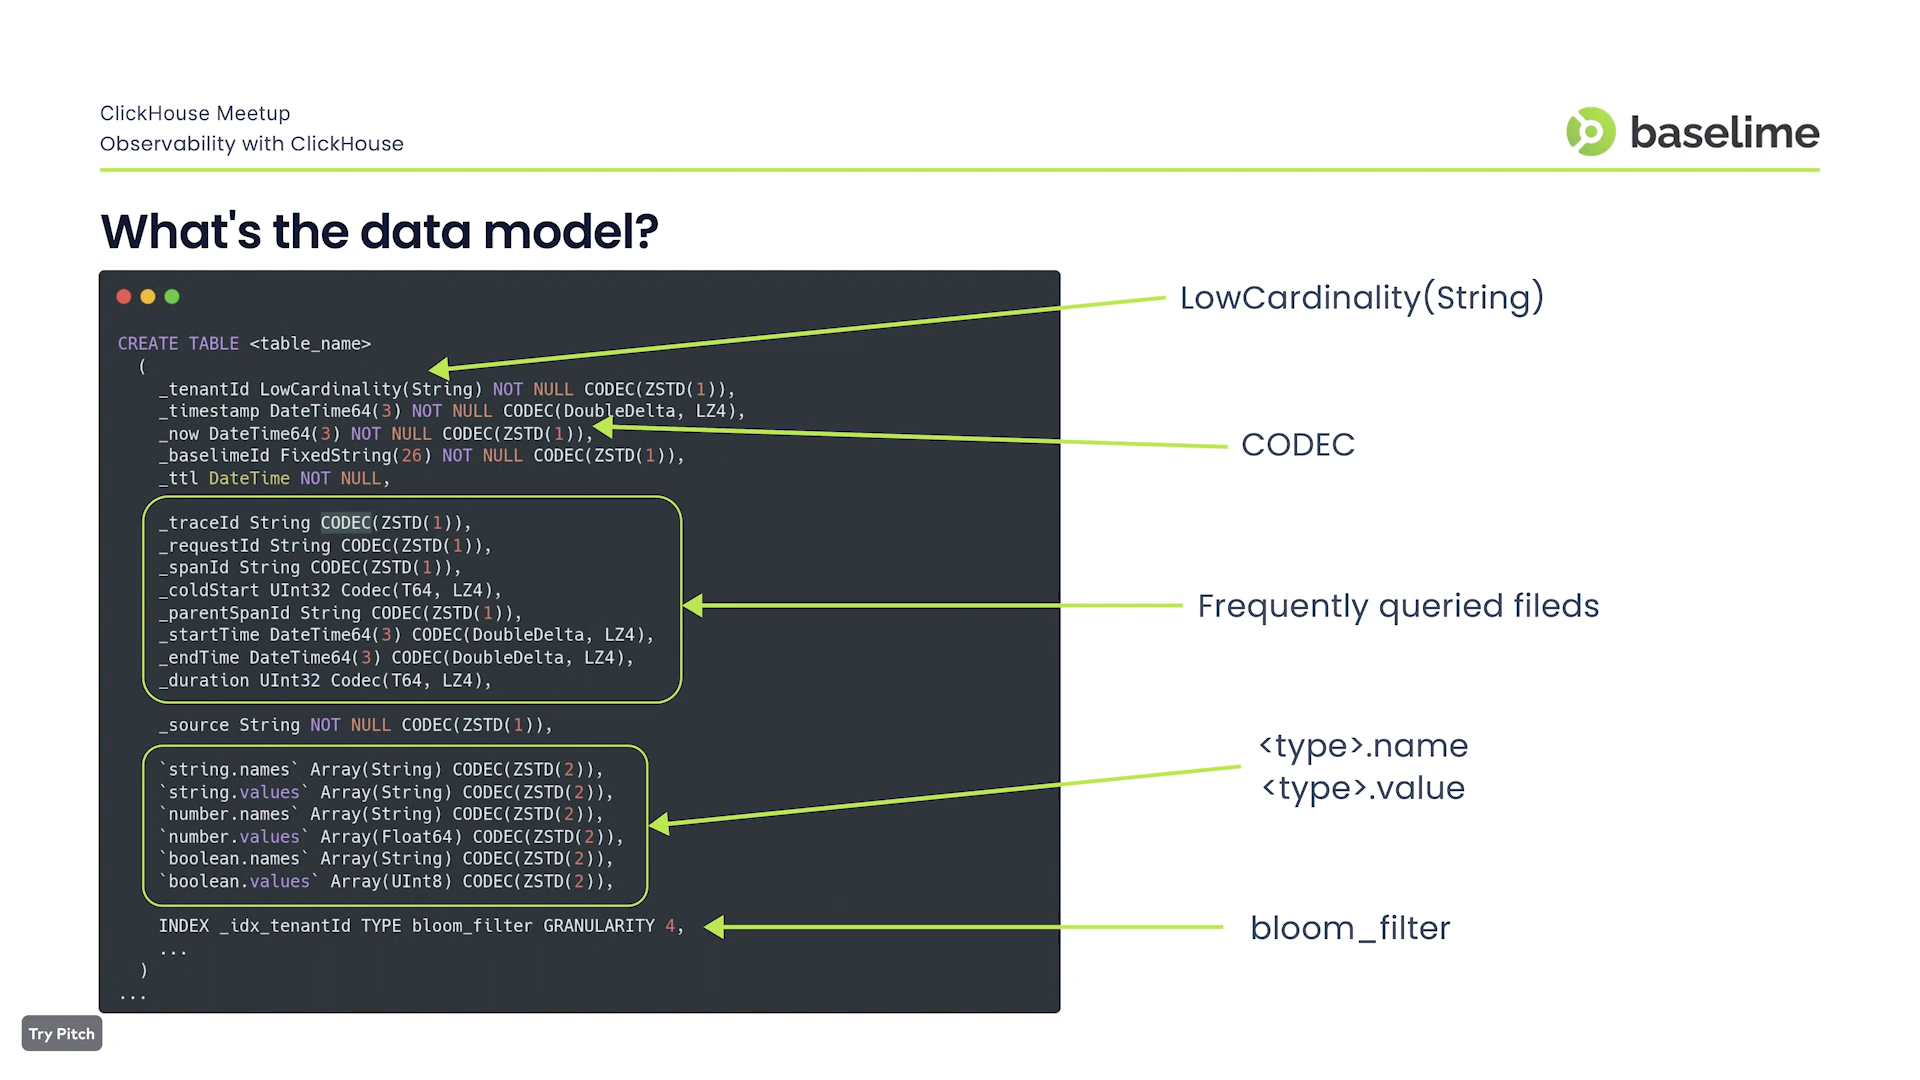 ClickHouse Meetup
Observability with ClickHouse
baselime
What's the data model?
CREATE TABLE <table_name>
(
_tenantId LowCardinality(String) NOT NULL CODEC(ZSTD(1)),
_timestamp DateTime64(3) NOT NULL CODEC(DoubleDelta, LZ4),
_now DateTime64(3) NOT NULL CODEC(ZSTD(1)),
_baselimeId FixedString(26) NOT NULL CODEC(ZSTD(1)),
_ttl DateTime NOT NULL,
_traceId String CODEC(ZSTD(1)),
_requestId String CODEC(ZSTD(1)),
_spanId String CODEC(ZSTD(1)),
_coldStart UInt32 Codec(T64, LZ4),
_parentSpanId String CODEC(ZSTD(1)),
_startTime DateTime64(3) CODEC(DoubleDelta, LZ4),
_endTime DateTime64(3) CODEC(DoubleDelta, LZ4),
_duration UInt32 Codec(T64, LZ4),
_source String NOT NULL CODEC(ZSTD(1)),
`string.names` Array(String) CODEC(ZSTD(2)),
`string.values` Array(String) CODEC(ZSTD(2)),
`number.names` Array(String) CODEC(ZSTD(2)),
`number.values` Array(Float64) CODEC(ZSTD(2)),
`boolean.names` Array(String) CODEC(ZSTD(2)),
`boolean.values` Array(UInt8) CODEC(ZSTD(2)),
INDEX _idx_tenantId TYPE bloom_filter GRANULARITY 4,
...
)
...
LowCardinality(String)
CODEC
Frequently queried fileds
<type>.name
<type>.value
bloom_filter
Try Pitch